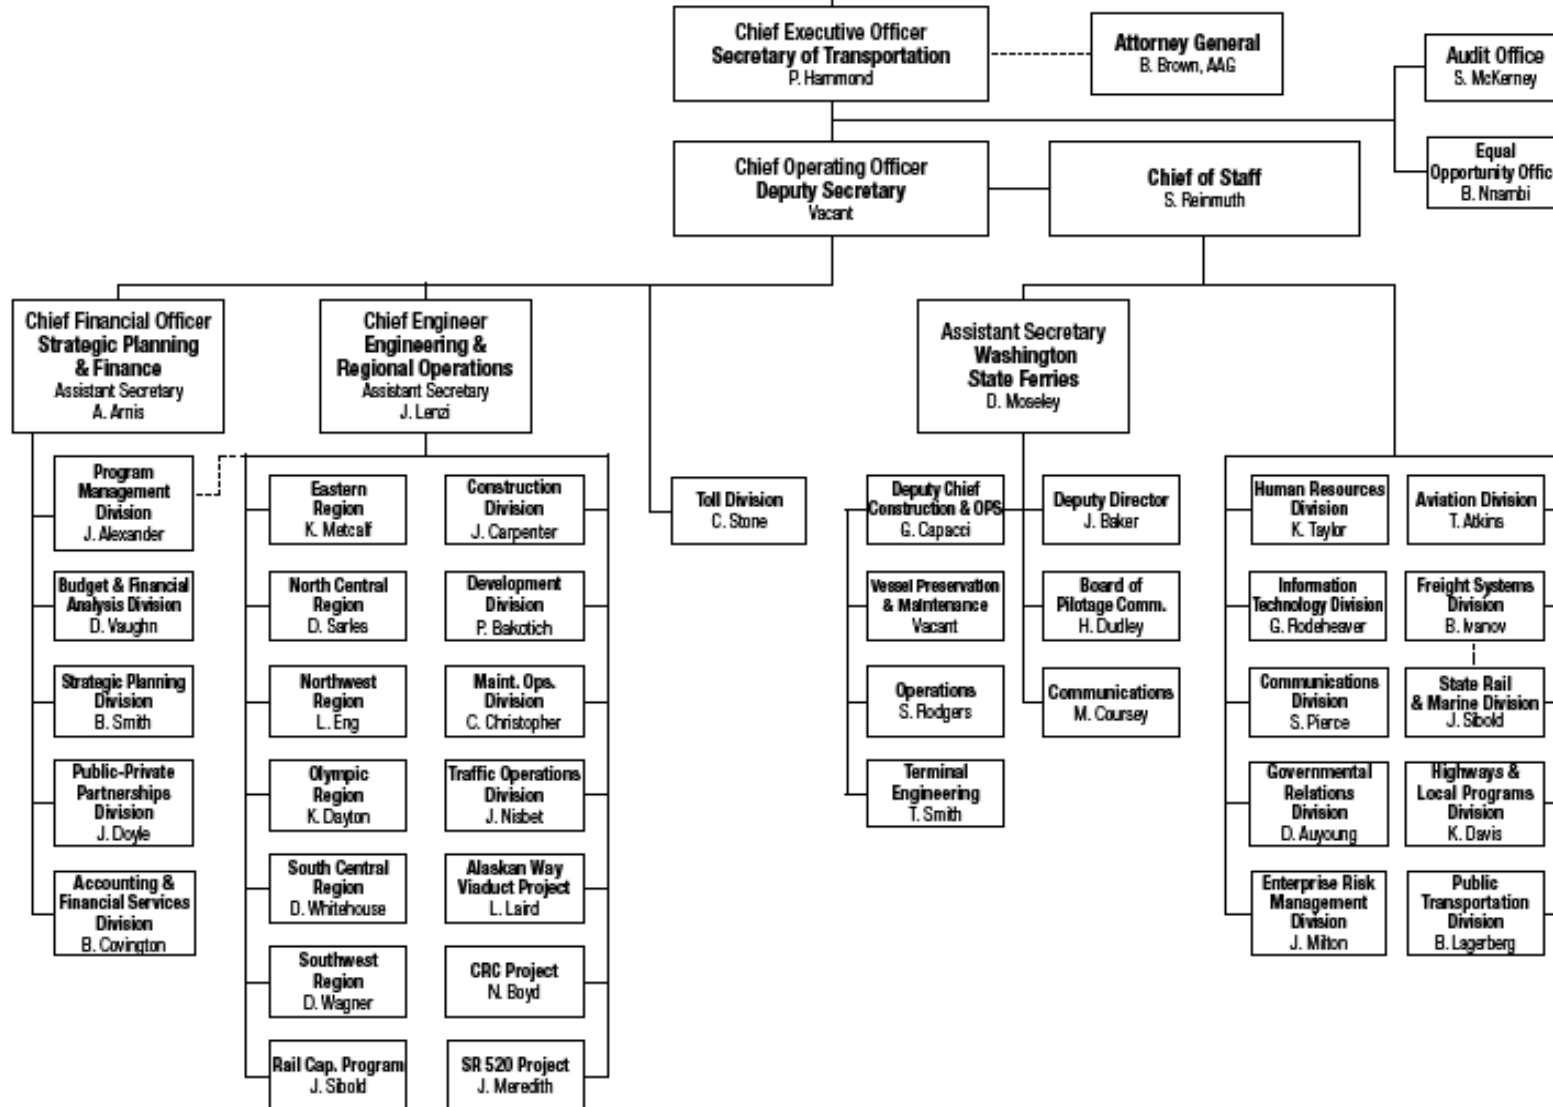 Chief Executive Officer
Secretary of Transportation
P. Hammond
Attorney General
B. Brown, AAG
Audit Office
S. McKerney
Equal
Opportunity Offic
B. Nnambi
Chief Operating Officer
Deputy Secretary
Vacant
Chief of Staff
S. Reinmuth
Chief Financial Officer
Strategic Planning
& Finance
Assistant Secretary
A. Arnis
Chief Engineer
Engineering &
Regional Operations
Assistant Secretary
J. Lenzi
Assistant Secretary
Washington
State Ferries
D. Moseley
Program
Management
Division
J. Alexander
Budget & Financial
Analysis Division
D. Vaughn
Strategic Planning
Division
B. Smith
Public-Private
Partnerships
Division
J. Doyle
Accounting &
Financial Services
Division
B. Covington
Eastern
Region
K. Metcalf
North Central
Region
D. Sarles
Northwest
Region
L. Eng
Olympic
Region
K. Dayton
South Central
Region
D. Whitehouse
Southwest
Region
D. Wagner
Rail Cap. Program
J. Sibold
Construction
Division
J. Carpenter
Development
Division
P. Bakotich
Maint. Ops.
Division
C. Christopher
Traffic Operations
Division
J. Nisbet
Alaskan Way
Viaduct Project
L. Laird
CRC Project
N. Boyd
SR 520 Project
J. Meredith
Toll Division
C. Stone
Deputy Chief
Construction & OPS
G. Capacci
Vessel Preservation
& Maintenance
Vacant
Operations
S. Rodgers
Terminal
Engineering
T. Smith
Deputy Director
J. Baker
Board of
Pilotage Comm.
H. Dudley
Communications
M. Coursey
Human Resources
Division
K. Taylor
Information
Technology Division
G. Rodeheaver
Communications
Division
S. Pierce
Governmental
Relations
Division
D. Auyoung
Enterprise Risk
Management
Division
J. Milton
Aviation Division
T. Atkins
Freight Systems
Division
B. Ivanov
State Rail
& Marine Division
J. Sibold
Highways &
Local Programs
Division
K. Davis
Public
Transportation
Division
B. Lagerberg